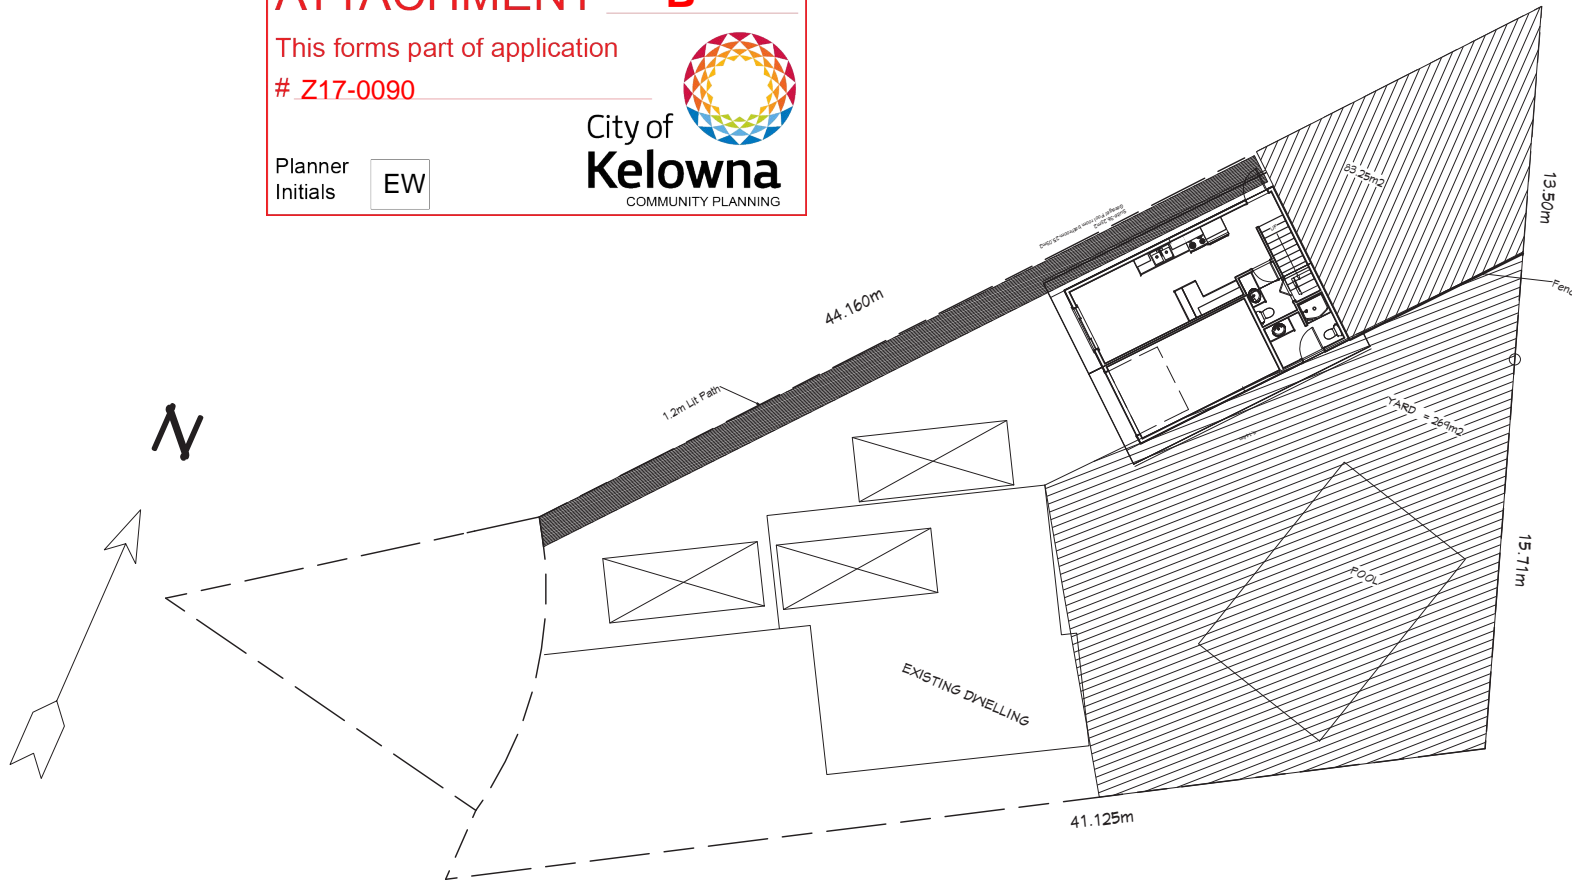 ATTACHMENT B
This forms part of application
# Z17-0090
City of
Kelowna
COMMUNITY PLANNING
Planner
Initials
EW
83.25m2
13.50m
44.160m
1.2m Lit Path
N
YARD = 269m2
15.71m
POOL
EXISTING DWELLING
41.125m